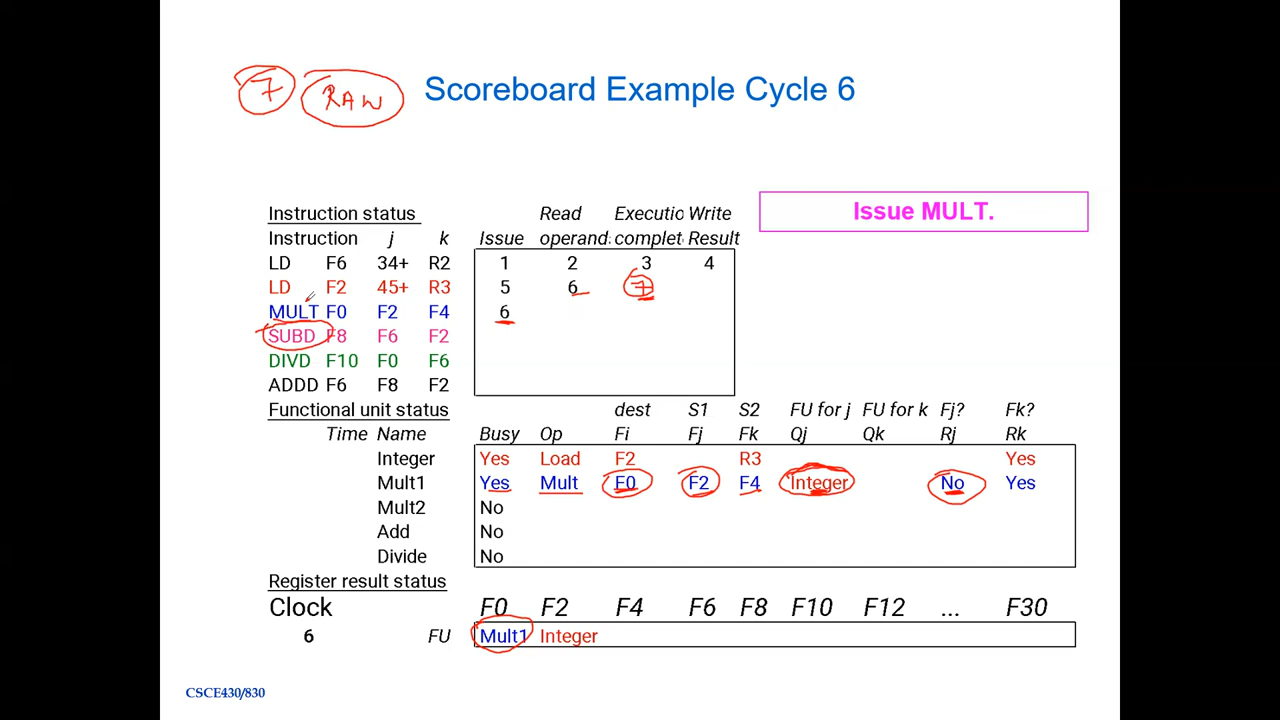 7 RAW Scoreboard Example Cycle 6
Issue MULT.
Instruction status Read Executio Write
Instruction j k Issue operand complet Result
LD F6 34+ R2 1 2 3 4
LD F2 45+ R3 5 6 7
MULT F0 F2 F4 6
SUBD F8 F6 F2
DIVD F10 F0 F6
ADDD F6 F8 F2
Functional unit status dest S1 S2 FU for j FU for k Fj? Fk?
Time Name Busy Op Fi Fj Fk Qj Qk Rj Rk
Integer Yes Load F2 R3 Yes
Mult1 Yes Mult F0 F2 F4 Integer No Yes
Mult2 No
Add No
Divide No
Register result status
Clock F0 F2 F4 F6 F8 F10 F12 ... F30
6 FU Mult1 Integer
CSCE430/830